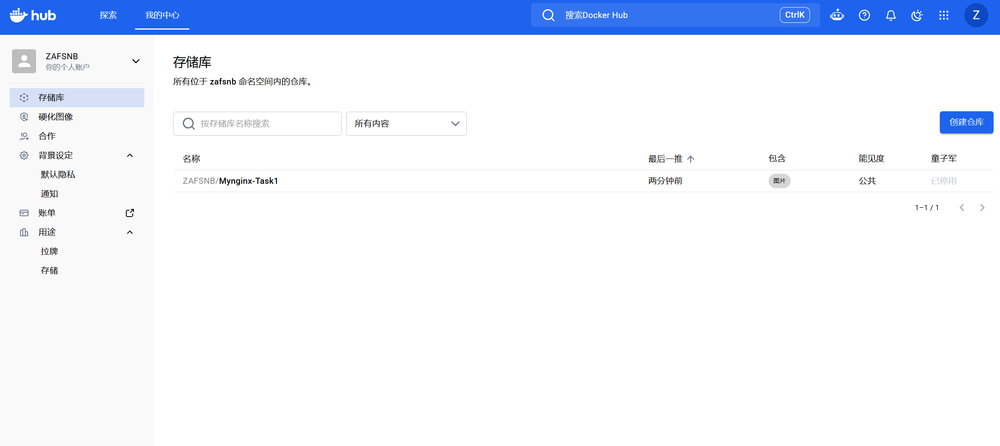 hub
探索
我的中心
搜索Docker Hub
CtrlK
Z
ZAFSNB
你的个人账户
存储库
硬化图像
合作
背景设定
默认隐私
通知
账单
用途
拉牌
存储
存储库
所有位于 zafsnb 命名空间内的仓库。
按存储库名称搜索
所有内容
创建仓库
名称 最后一推 包含 能见度 童子军
ZAFSNB/Mynginx-Task1 两分钟前 图片 公共 已停用
1–1 / 1